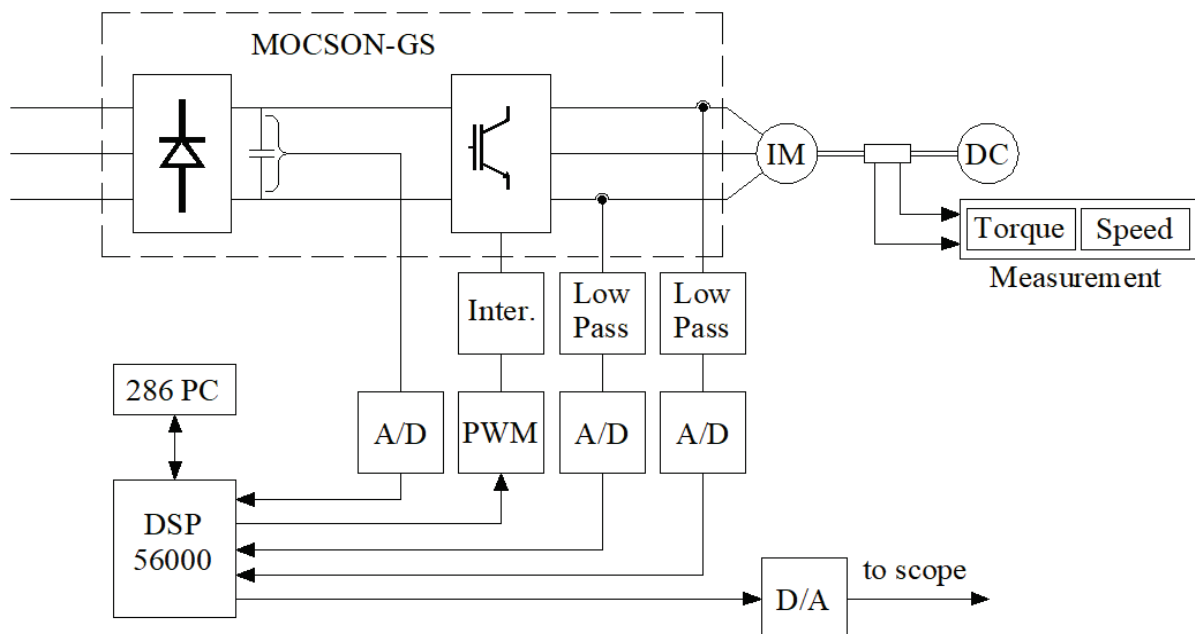 MOCSON-GS
IM
DC
Torque
Speed
Measurement
Inter.
Low
Pass
Low
Pass
286 PC
A/D
PWM
A/D
A/D
DSP
56000
to scope
D/A